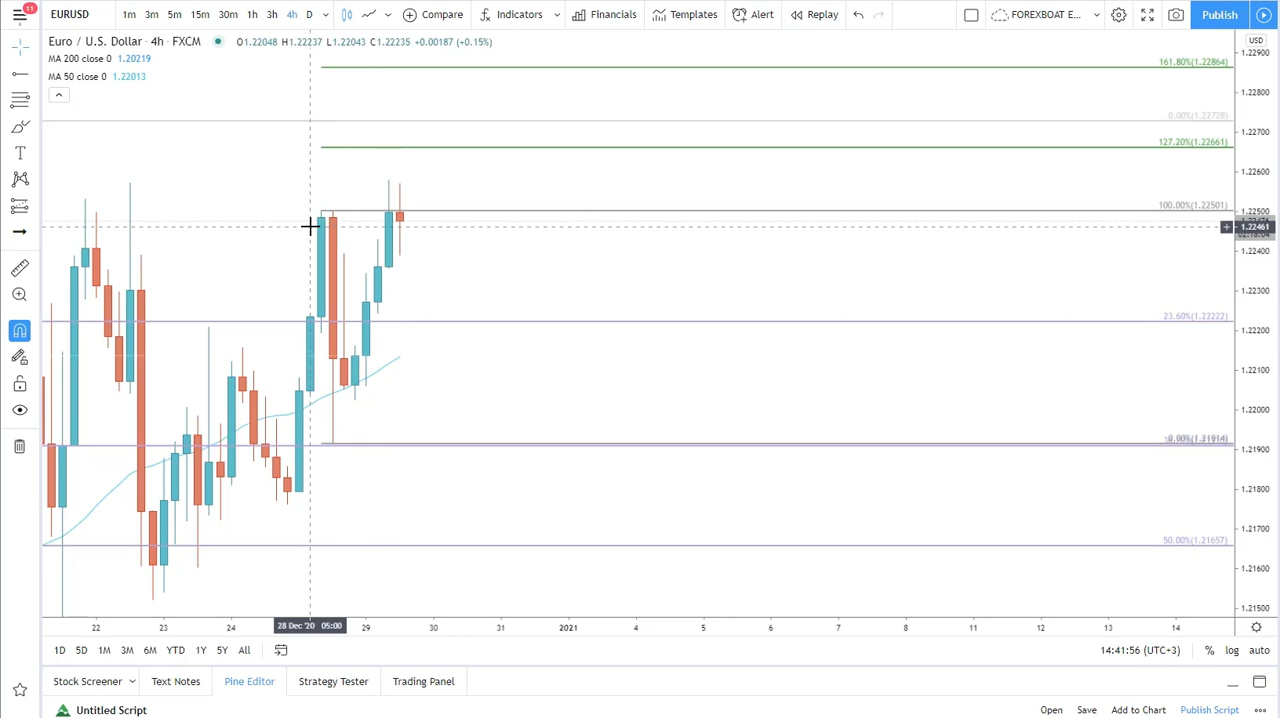 11
EURUSD 1m 3m 5m 15m 30m 1h 3h 4h D Compare Indicators Financials Templates Alert Replay FOREXBOAT E... Publish
Euro / U.S. Dollar • 4h • FXCM O1.22048 H1.22237 L1.22043 C1.22235 +0.00187 (+0.15%)
MA 200 close 0 1.20219
MA 50 close 0 1.22013
USD
1.22900
161.80%(1.22864)
1.22800
0.00%(1.22728)
1.22700
127.20%(1.22661)
1.22600
100.00%(1.22501)
1.22500
1.22461
1.22400
1.22300
23.60%(1.22222)
1.22200
1.22100
1.22000
1.21900
50.00%(1.21657)
1.21800
1.21700
1.21600
1.21500
22 23 24 28 Dec '20 05:00 29 30 31 2021 4 5 6 7 8 11 12 13 14
1D 5D 1M 3M 6M YTD 1Y 5Y All 14:41:56 (UTC+3) % log auto
Stock Screener Text Notes Pine Editor Strategy Tester Trading Panel
Untitled Script Open Save Add to Chart Publish Script